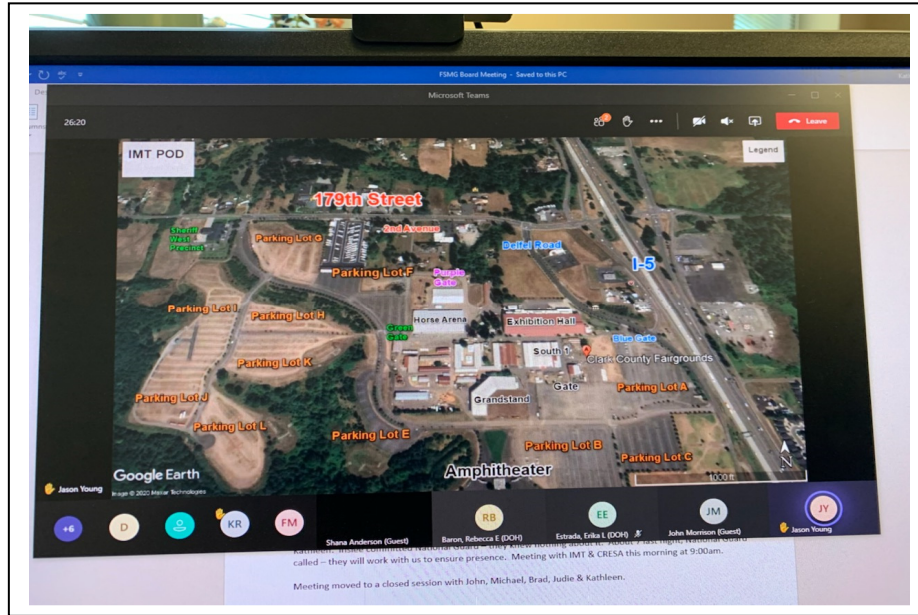 FSMG Board Meeting - Saved to this PC
Microsoft Teams
26:20
2
Leave
IMT POD
Legend
179th Street
2nd Avenue
Sheriff
West
Precinct
Parking Lot G
Delfel Road
I-5
Parking Lot F
Purple
Gate
Parking Lot I
Parking Lot H
Green
Gate
Horse Arena
Exhibition Hall
Blue Gate
South 1
Clark County Fairgrounds
Parking Lot K
Gate
Parking Lot A
Grandstand
Parking Lot J
Parking Lot L
Parking Lot E
Parking Lot B
Parking Lot C
Amphitheater
Google Earth
Image © 2020 Maxar Technologies
1000 ft
N
Jason Young
+6
D
KR
FM
Shana Anderson (Guest)
RB
Baron, Rebecca E (DOH)
EE
Estrada, Erika L (DOH)
JM
John Morrison (Guest)
JY
Jason Young
called – they will work with us to ensure presence. Meeting with IMT & CRESA this morning at 9:00am.
Meeting moved to a closed session with John, Michael, Brad, Judie & Kathleen.